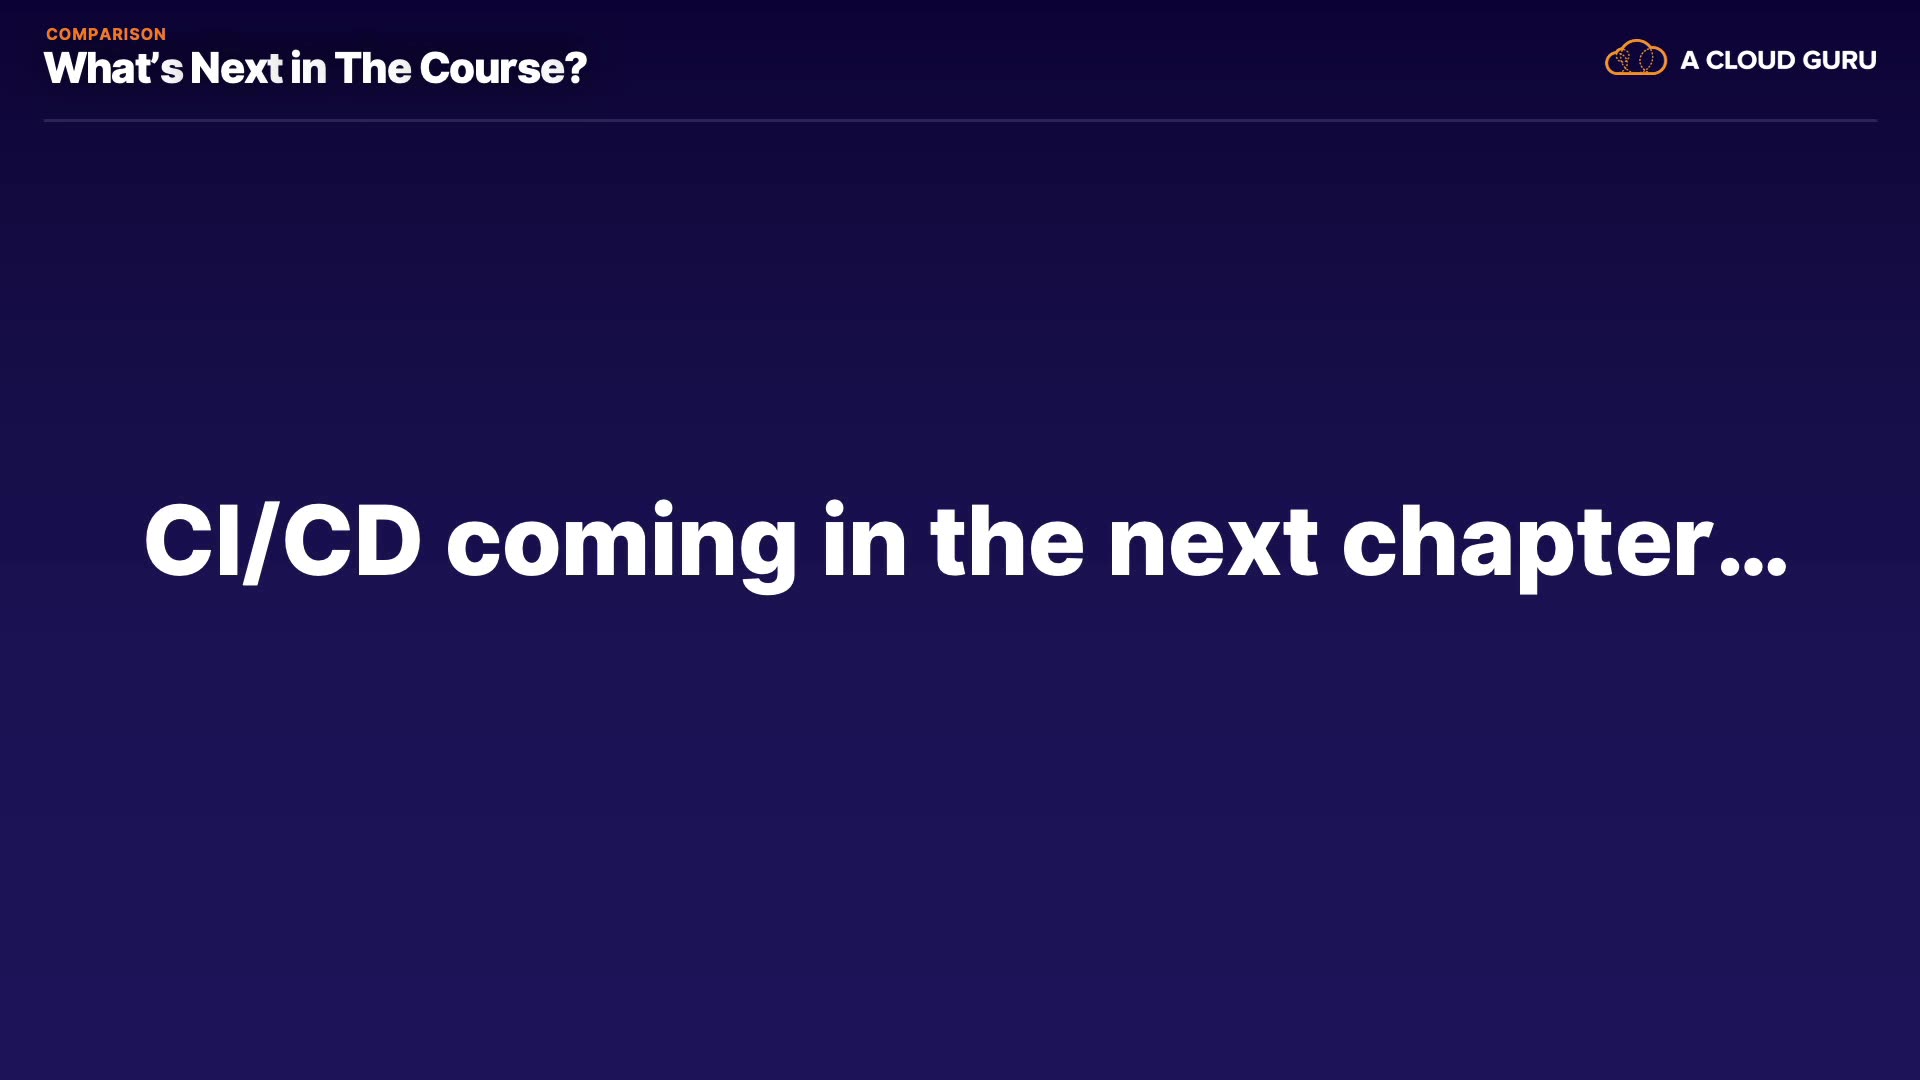 COMPARISON
What’s Next in The Course?
A CLOUD GURU
CI/CD coming in the next chapter…